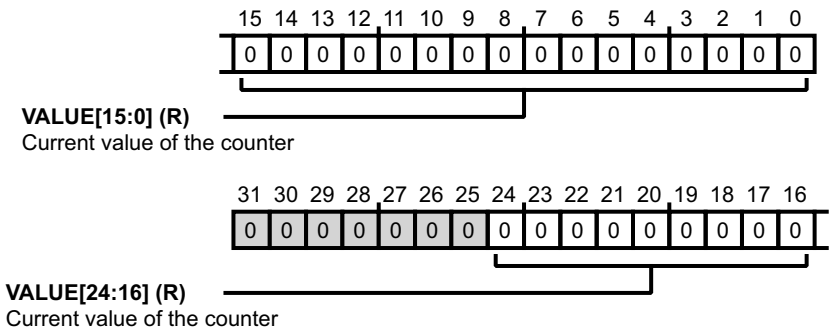 15 14 13 12 11 10 9 8 7 6 5 4 3 2 1 0
0 0 0 0 0 0 0 0 0 0 0 0 0 0 0 0
VALUE[15:0] (R)
Current value of the counter
31 30 29 28 27 26 25 24 23 22 21 20 19 18 17 16
0 0 0 0 0 0 0 0 0 0 0 0 0 0 0 0
VALUE[24:16] (R)
Current value of the counter